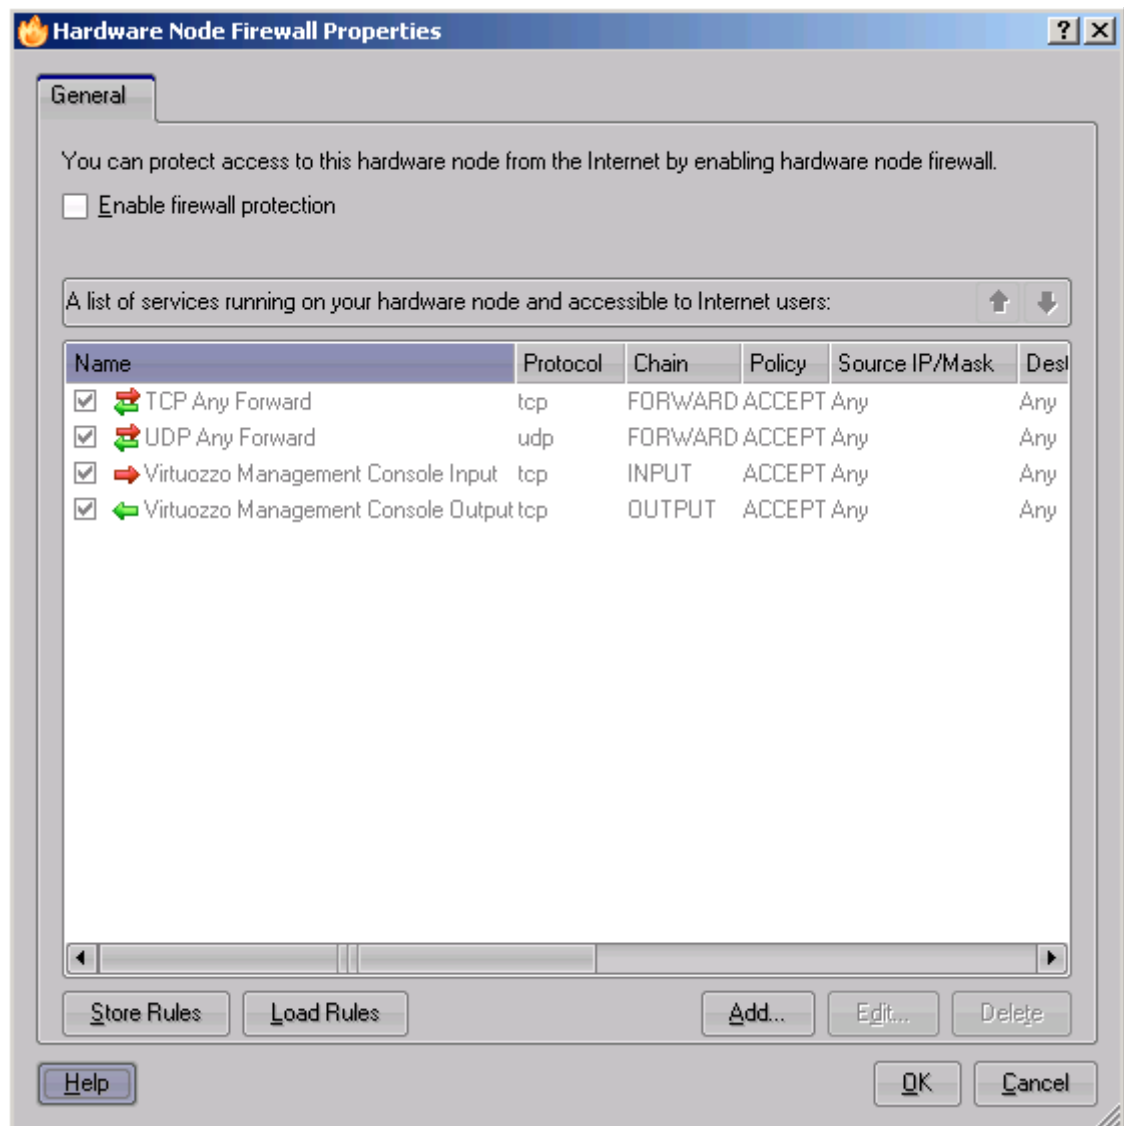 Hardware Node Firewall Properties
General
You can protect access to this hardware node from the Internet by enabling hardware node firewall.
Enable firewall protection
A list of services running on your hardware node and accessible to Internet users:
Name Protocol Chain Policy Source IP/Mask Dest
TCP Any Forward tcp FORWARD ACCEPT Any Any
UDP Any Forward udp FORWARD ACCEPT Any Any
Virtuozzo Management Console Input tcp INPUT ACCEPT Any Any
Virtuozzo Management Console Output tcp OUTPUT ACCEPT Any Any
Store Rules Load Rules Add... Edit... Delete
Help OK Cancel